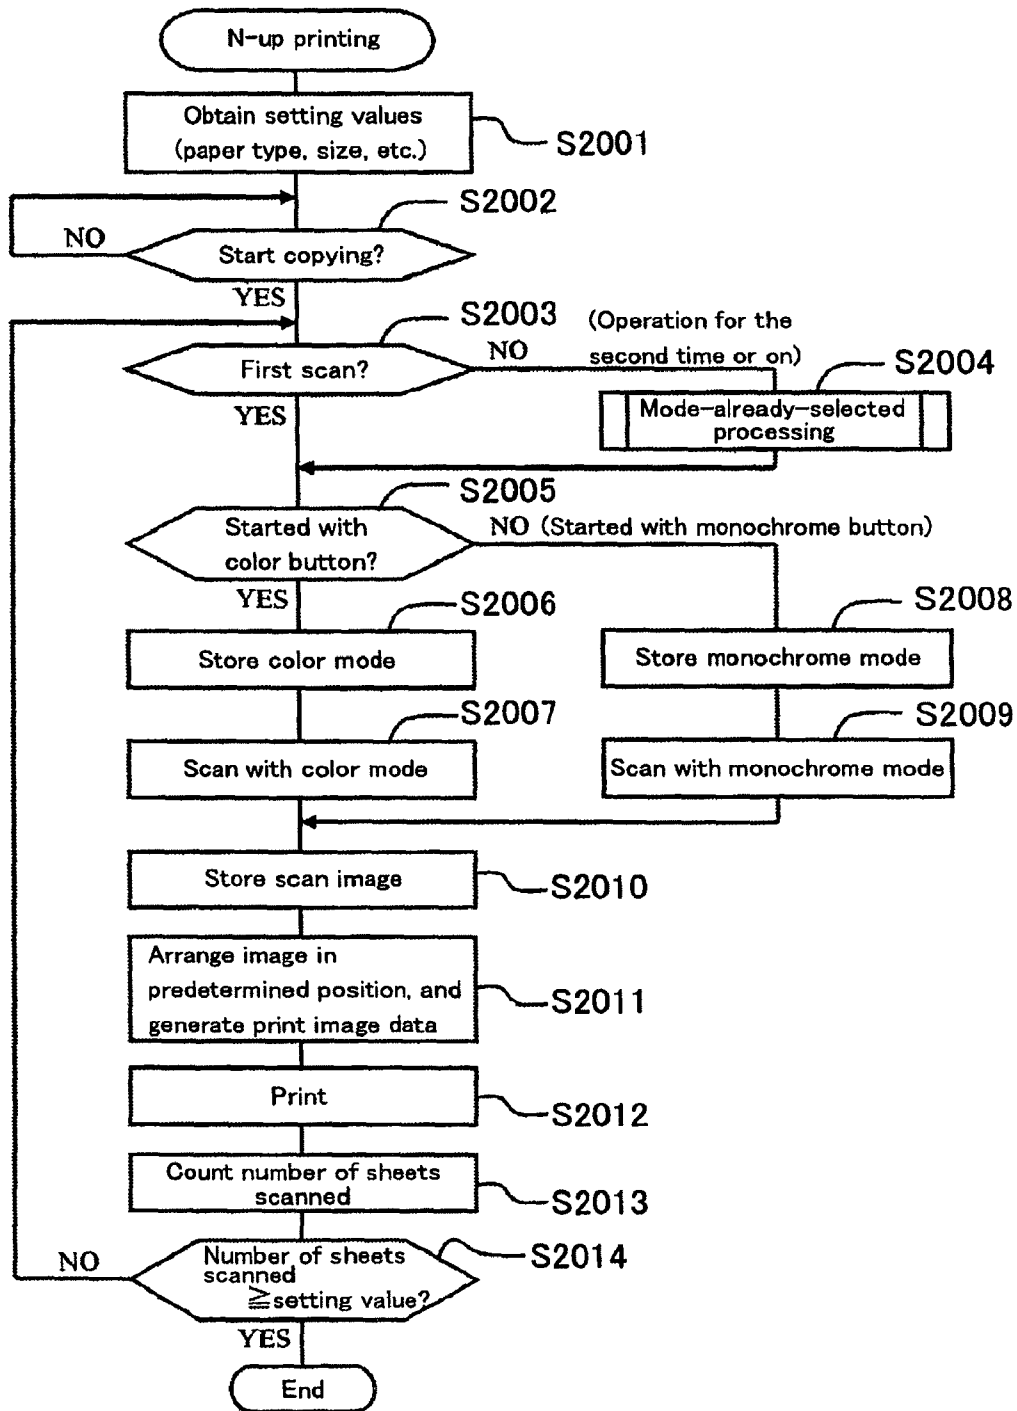 N-up printing
Obtain setting values
(paper type, size, etc.)
S2001
S2002
NO
Start copying?
YES
S2003
(Operation for the
First scan?
NO
second time or on)
S2004
YES
Mode-already-selected
processing
S2005
Started with
color button?
NO (Started with monochrome button)
YES
S2006
S2008
Store color mode
Store monochrome mode
S2007
S2009
Scan with color mode
Scan with monochrome mode
Store scan image
S2010
Arrange image in
predetermined position, and
generate print image data
S2011
Print
S2012
Count number of sheets
scanned
S2013
NO
Number of sheets
scanned
≧setting value?
S2014
YES
End